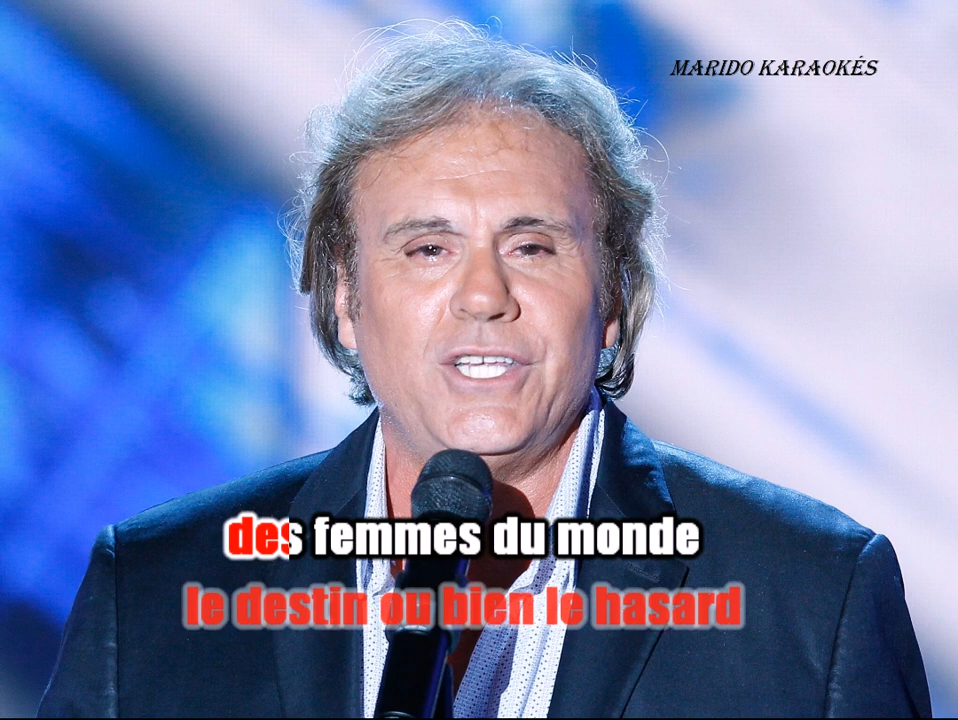 MARIDO KARAOKÉS
des femmes du monde
le destin ou bien le hasard